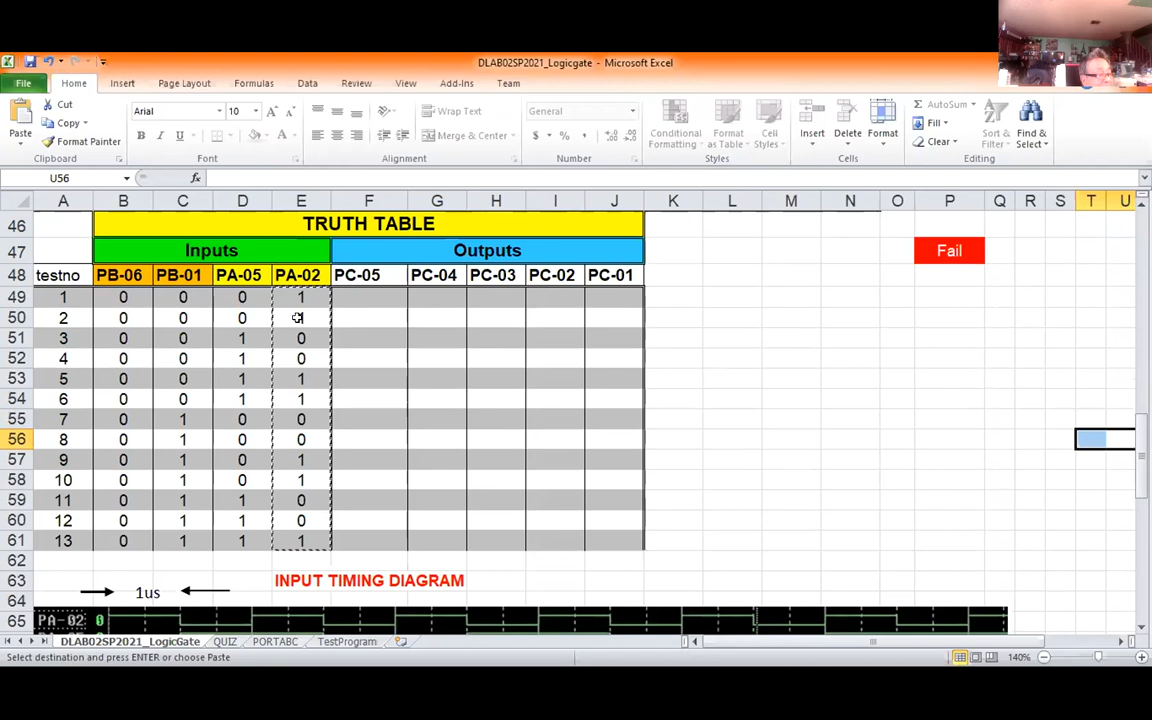 DLAB02SP2021_Logicgate - Microsoft Excel
File Home Insert Page Layout Formulas Data Review View Add-Ins Team
Paste
Cut
Copy
Format Painter
Clipboard
Arial 10
B I U
Font
Wrap Text
Merge & Center
Alignment
General
$ % ,
Number
Conditional Formatting
Format as Table
Cell Styles
Styles
Insert
Delete
Format
Cells
Σ AutoSum
Fill
Clear
Sort & Filter
Find & Select
Editing
U56 fx
A B C D E F G H I J K L M N O P Q R S T U
46 TRUTH TABLE
47 Inputs Outputs Fail
48 testno PB-06 PB-01 PA-05 PA-02 PC-05 PC-04 PC-03 PC-02 PC-01
49 1 0 0 0 1
50 2 0 0 0
51 3 0 0 1 0
52 4 0 0 1 0
53 5 0 0 1 1
54 6 0 0 1 1
55 7 0 1 0 0
56 8 0 1 0 0
57 9 0 1 0 1
58 10 0 1 0 1
59 11 0 1 1 0
60 12 0 1 1 0
61 13 0 1 1 1
62
63 INPUT TIMING DIAGRAM
1us
64
65 PA-02 0
DLAB02SP2021_LogicGate QUIZ PORTABC TestProgram
Select destination and press ENTER or choose Paste 140%